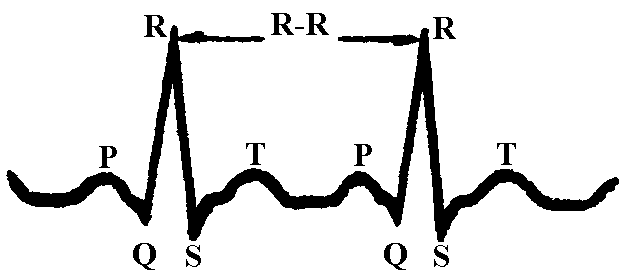 R R-R R
P T P T
Q S Q S